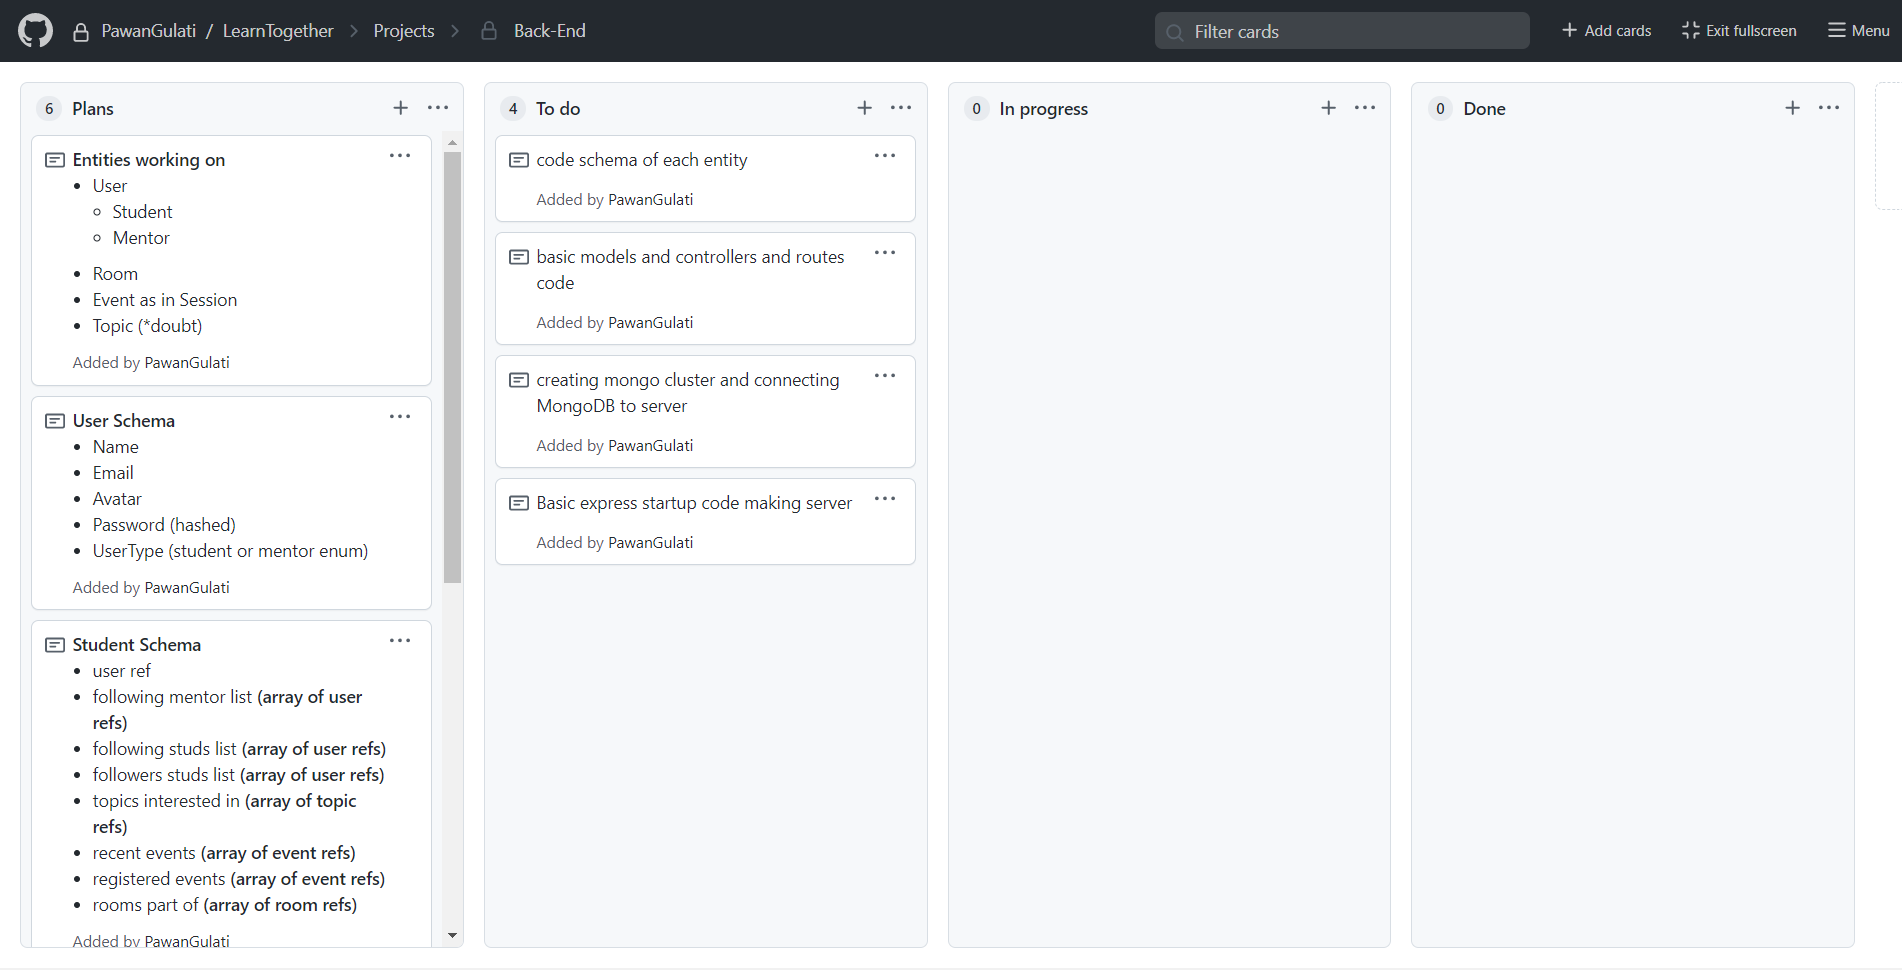 PawanGulati / LearnTogether > Projects > Back-End
Filter cards
Add cards
Exit fullscreen
Menu
6 Plans
Entities working on
• User
◦ Student
◦ Mentor
• Room
• Event as in Session
• Topic (*doubt)
Added by PawanGulati
User Schema
• Name
• Email
• Avatar
• Password (hashed)
• UserType (student or mentor enum)
Added by PawanGulati
Student Schema
• user ref
• following mentor list (array of user
refs)
• following studs list (array of user refs)
• followers studs list (array of user refs)
• topics interested in (array of topic
refs)
• recent events (array of event refs)
• registered events (array of event refs)
• rooms part of (array of room refs)
Added by PawanGulati
4 To do
code schema of each entity
Added by PawanGulati
basic models and controllers and routes
code
Added by PawanGulati
creating mongo cluster and connecting
MongoDB to server
Added by PawanGulati
Basic express startup code making server
Added by PawanGulati
0 In progress
0 Done